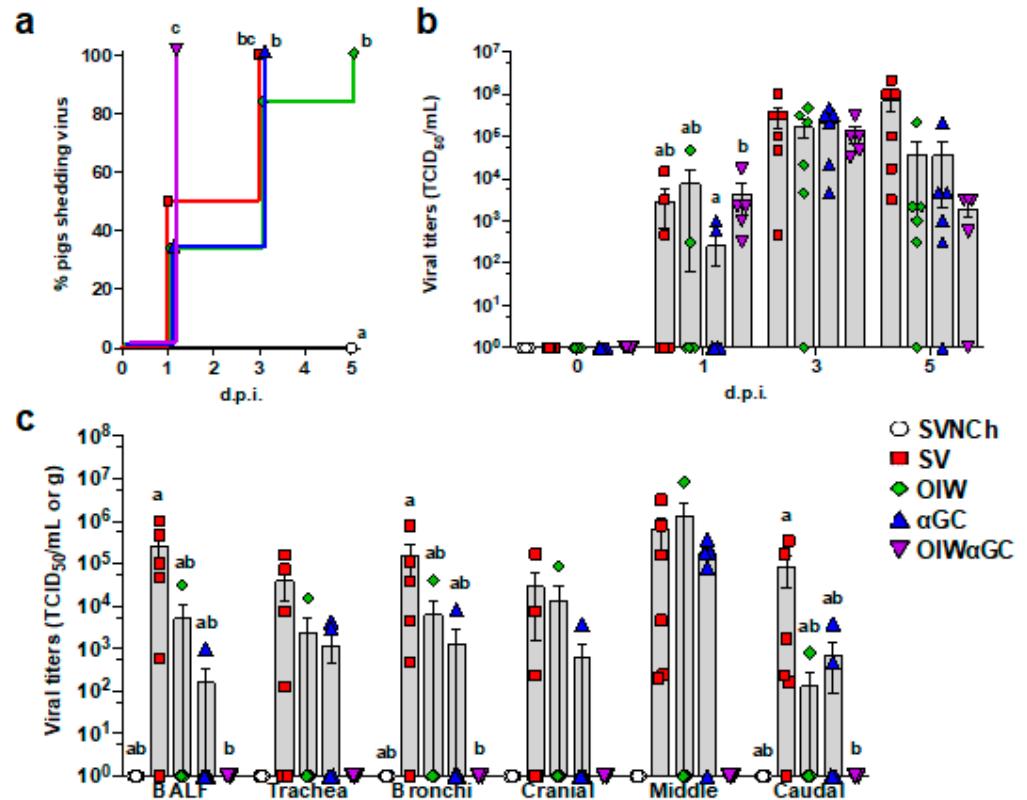 a
c
bc
b
b
100
80
60
40
20
0
% pigs shedding virus
a
0 1 2 3 4 5
d.p.i.
b
10⁷
10⁶
10⁵
10⁴
10³
10²
10¹
10⁰
Viral titers (TCID₅₀/mL)
ab ab a b
0 1 3 5
d.p.i.
c
10⁸
10⁷
10⁶
10⁵
10⁴
10³
10²
10¹
10⁰
Viral titers (TCID₅₀/mL or g)
ab a ab ab b
ab a ab ab b
ab a ab ab b
BALF Trachea Bronchi Cranial Middle Caudal
SVNCh
SV
OIW
αGC
OIWαGC